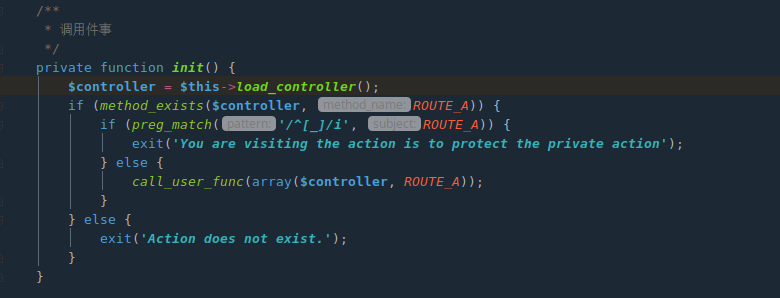 /**
 * 调用件事
 */
private function init() {
    $controller = $this->load_controller();
    if (method_exists($controller, method_name: ROUTE_A)) {
        if (preg_match( pattern: '/^[_]/i', subject: ROUTE_A)) {
            exit('You are visiting the action is to protect the private action');
        } else {
            call_user_func(array($controller, ROUTE_A));
        }
    } else {
        exit('Action does not exist.');
    }
}